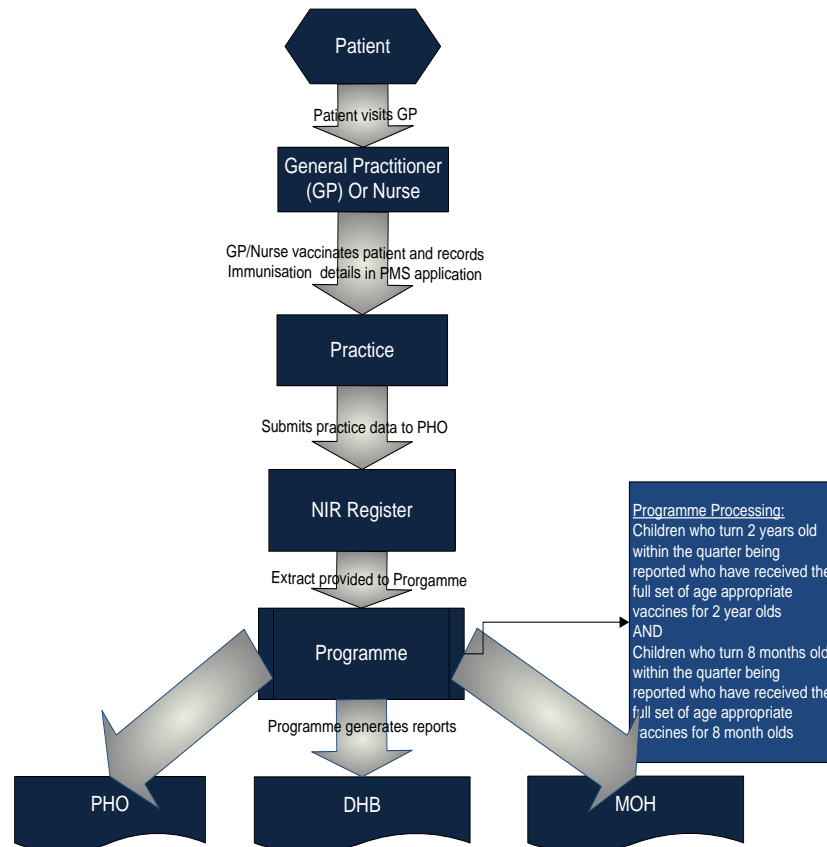 Patient
Patient visits GP
General Practitioner
(GP) Or Nurse
GP/Nurse vaccinates patient and records
Immunisation details in PMS application
Practice
Submits practice data to PHO
NIR Register
Extract provided to Prorgamme
Programme
Programme Processing:
Children who turn 2 years old
within the quarter being
reported who have received the
full set of age appropriate
vaccines for 2 year olds
AND
Children who turn 8 months old
within the quarter being
reported who have received the
full set of age appropriate
vaccines for 8 month olds
Programme generates reports
PHO
DHB
MOH